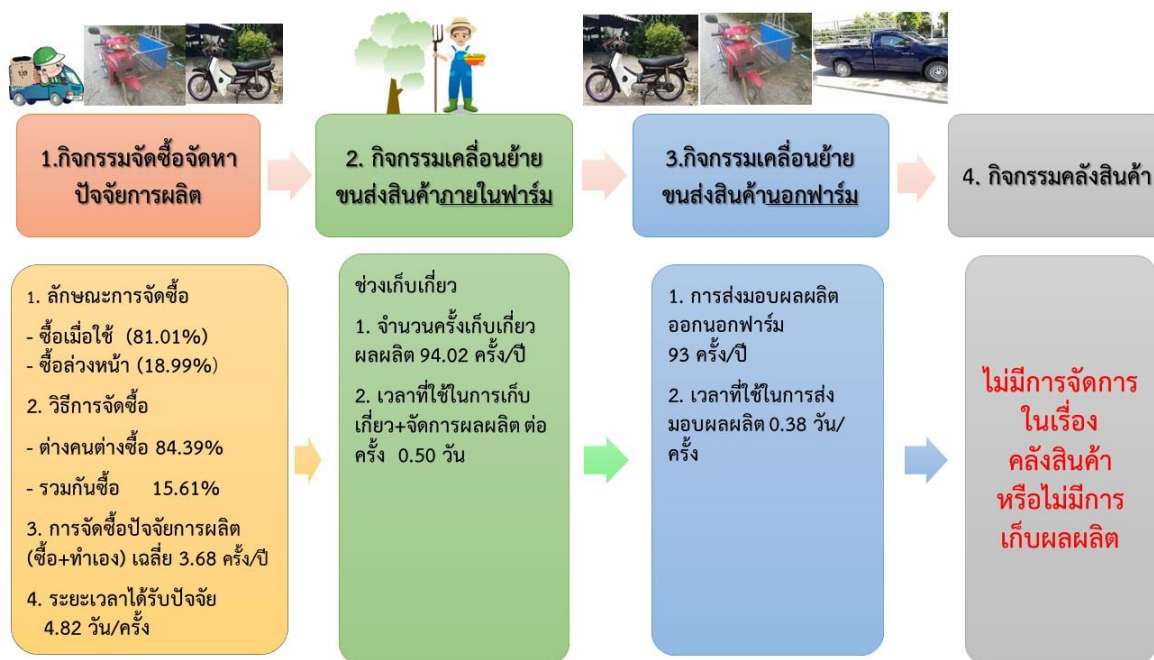 1.กิจกรรมจัดซื้อจัดหา
ปัจจัยการผลิต
2. กิจกรรมเคลื่อนย้าย
ขนส่งสินค้าภายในฟาร์ม
3.กิจกรรมเคลื่อนย้าย
ขนส่งสินค้านอกฟาร์ม
4. กิจกรรมคลังสินค้า
1. ลักษณะการจัดซื้อ
- ซื้อเมื่อใช้ (81.01%)
- ซื้อล่วงหน้า (18.99%)
2. วิธีการจัดซื้อ
- ต่างคนต่างซื้อ 84.39%
- รวมกันซื้อ 15.61%
3. การจัดซื้อปัจจัยการผลิต
(ซื้อ+ทำเอง) เฉลี่ย 3.68 ครั้ง/ปี
4. ระยะเวลาได้รับปัจจัย
4.82 วัน/ครั้ง
ช่วงเก็บเกี่ยว
1. จำนวนครั้งเก็บเกี่ยว
ผลผลิต 94.02 ครั้ง/ปี
2. เวลาที่ใช้ในการเก็บ
เกี่ยว+จัดการผลผลิต ต่อ
ครั้ง 0.50 วัน
1. การส่งมอบผลผลิต
ออกนอกฟาร์ม
93 ครั้ง/ปี
2. เวลาที่ใช้ในการส่ง
มอบผลผลิต 0.38 วัน/
ครั้ง
ไม่มีการจัดการ
ในเรื่อง
คลังสินค้า
หรือไม่มีการ
เก็บผลผลิต